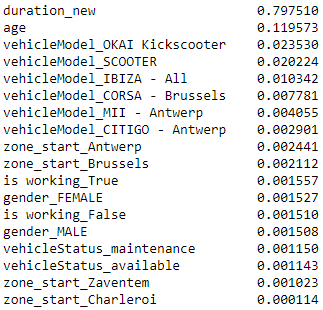 duration_new 0.797510
age 0.119573
vehicleModel_OKAI Kickscooter 0.023530
vehicleModel_SCOOTER 0.020224
vehicleModel_IBIZA - All 0.010342
vehicleModel_CORSA - Brussels 0.007781
vehicleModel_MII - Antwerp 0.004055
vehicleModel_CITIGO - Antwerp 0.002901
zone_start_Antwerp 0.002441
zone_start_Brussels 0.002112
is working_True 0.001557
gender_FEMALE 0.001527
is working_False 0.001510
gender_MALE 0.001508
vehicleStatus_maintenance 0.001150
vehicleStatus_available 0.001143
zone_start_Zaventem 0.001023
zone_start_Charleroi 0.000114